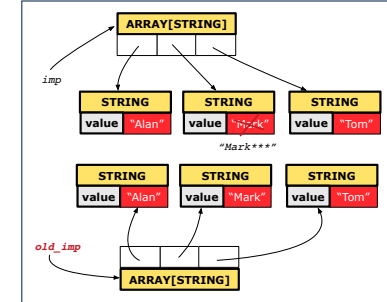 ARRAY[STRING]
imp
STRING STRING STRING
value "Alan" value "Mark" value "Tom"
"Mark***"
STRING STRING STRING
value "Alan" value "Mark" value "Tom"
old_imp
ARRAY[STRING]